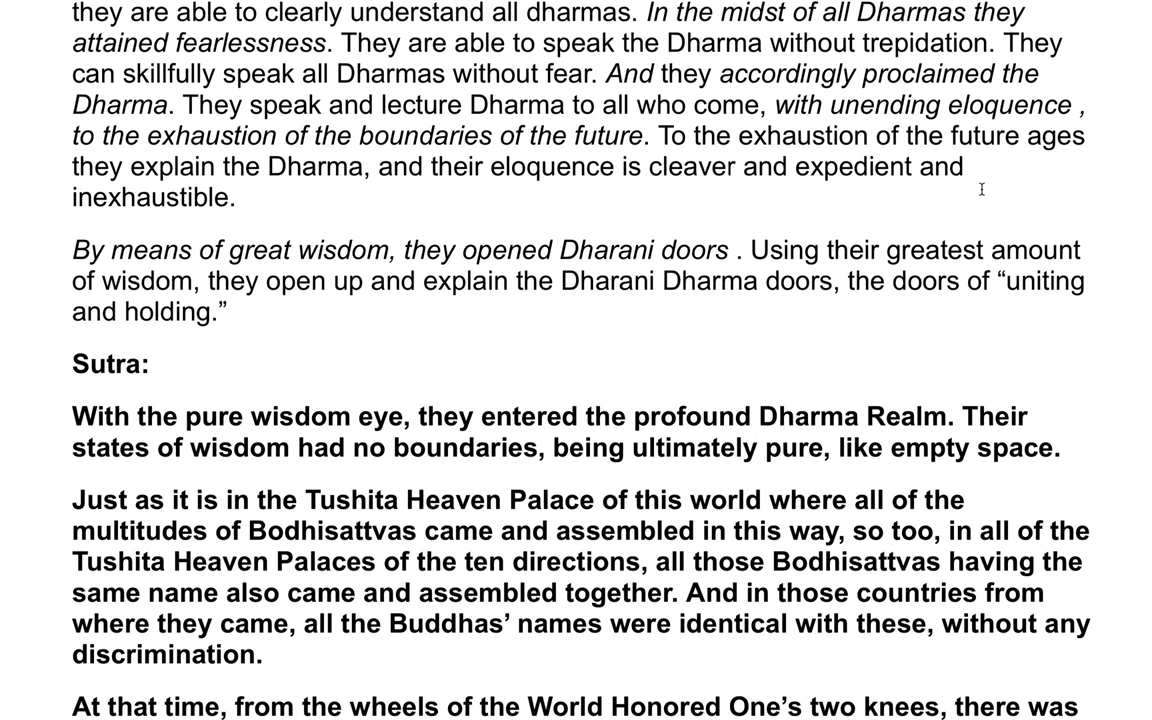 they are able to clearly understand all dharmas. In the midst of all Dharmas they
attained fearlessness. They are able to speak the Dharma without trepidation. They
can skillfully speak all Dharmas without fear. And they accordingly proclaimed the
Dharma. They speak and lecture Dharma to all who come, with unending eloquence ,
to the exhaustion of the boundaries of the future. To the exhaustion of the future ages
they explain the Dharma, and their eloquence is cleaver and expedient and
inexhaustible.
By means of great wisdom, they opened Dharani doors . Using their greatest amount
of wisdom, they open up and explain the Dharani Dharma doors, the doors of “uniting
and holding.”
Sutra:
With the pure wisdom eye, they entered the profound Dharma Realm. Their
states of wisdom had no boundaries, being ultimately pure, like empty space.
Just as it is in the Tushita Heaven Palace of this world where all of the
multitudes of Bodhisattvas came and assembled in this way, so too, in all of the
Tushita Heaven Palaces of the ten directions, all those Bodhisattvas having the
same name also came and assembled together. And in those countries from
where they came, all the Buddhas’ names were identical with these, without any
discrimination.
At that time, from the wheels of the World Honored One’s two knees, there was